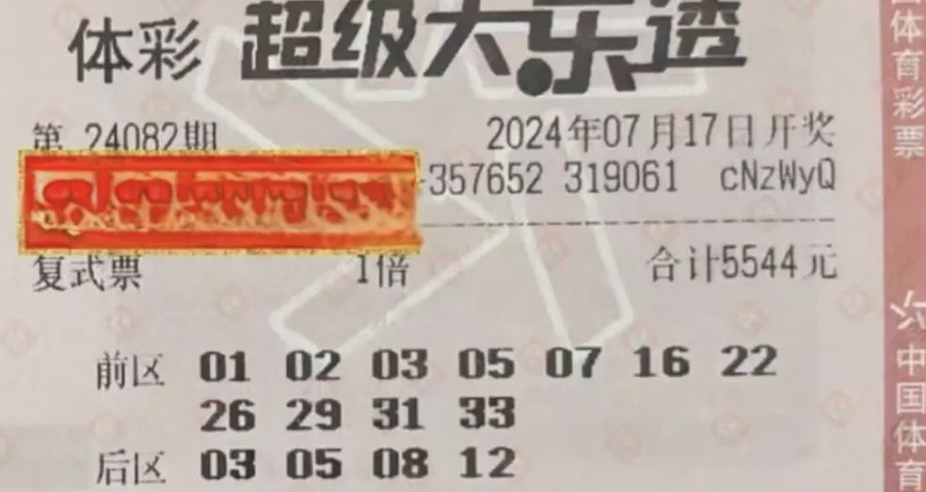 体彩 超级大乐透
第 24082期 2024年07月17日开奖
357652 319061 cNzWyQ
复式票 1倍 合计5544元
前区 01 02 03 05 07 16 22
26 29 31 33
后区 03 05 08 12
体育彩票
中国体育